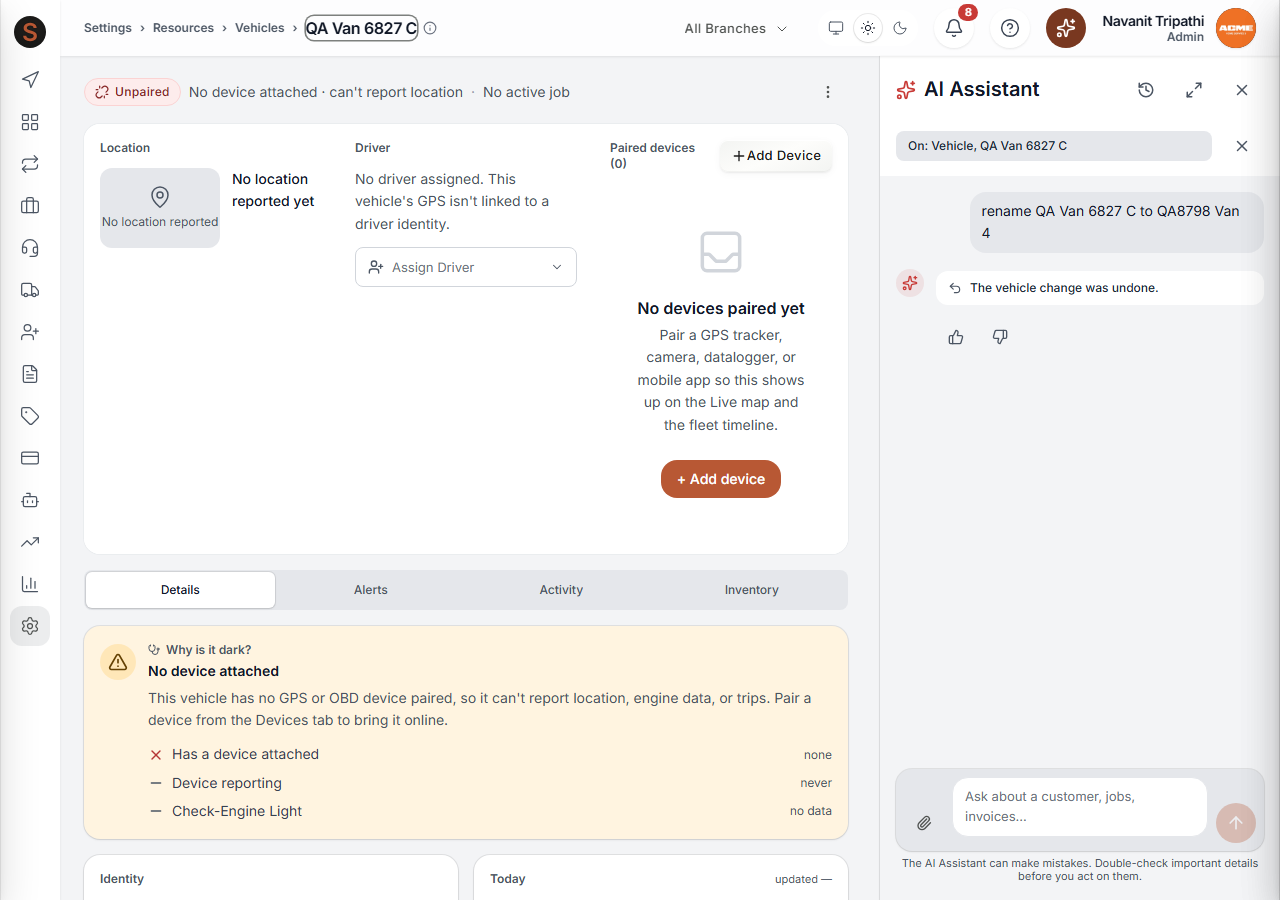 S
Settings › Resources › Vehicles › QA Van 6827 C
All Branches
8
Navanit Tripathi
Admin
ACME
Unpaired
No device attached · can't report location · No active job
Location
No location reported
No location
reported yet
Driver
No driver assigned. This
vehicle's GPS isn't linked to a
driver identity.
Assign Driver
Paired devices
(0)
+ Add Device
No devices paired yet
Pair a GPS tracker,
camera, datalogger, or
mobile app so this shows
up on the Live map and
the fleet timeline.
+ Add device
Details
Alerts
Activity
Inventory
Why is it dark?
No device attached
This vehicle has no GPS or OBD device paired, so it can't report location, engine data, or trips. Pair a
device from the Devices tab to bring it online.
Has a device attached none
Device reporting never
Check-Engine Light no data
Identity
Today updated —
AI Assistant
On: Vehicle, QA Van 6827 C
rename QA Van 6827 C to QA8798 Van
4
The vehicle change was undone.
Ask about a customer, jobs,
invoices...
The AI Assistant can make mistakes. Double-check important details
before you act on them.